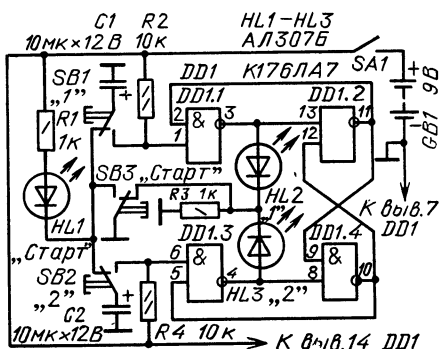 C1 R2 HL1-HL3
10мк×12В 10к АЛ307Б SA1
SB1 „1" + DD1 К176ЛА7 + 9В
R1 1к DD1.1 DD1.2 - GB1
2 & 3 13 11
1 12
SB3 „Старт"
R3 1к HL2 „1"
HL1 К выв.7 DD1
„Старт" DD1.3 DD1.4
SB2 „2" 6 & 9 &
5 4 8 10
C2 + HL3 „2"
10мк×12В R4 10к К выв.14 DD1